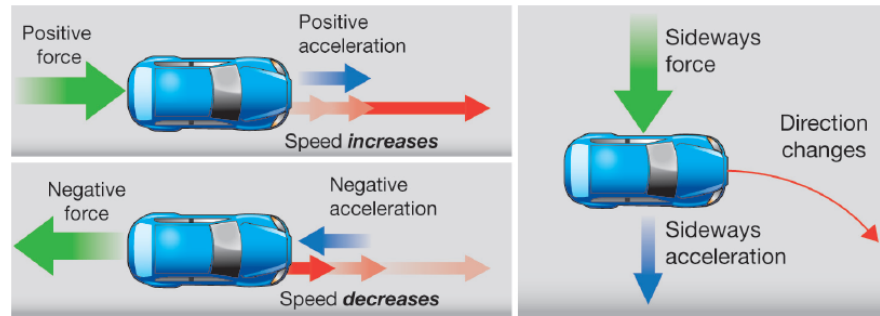 Positive
force
Positive
acceleration
Speed increases
Negative
force
Negative
acceleration
Speed decreases
Sideways
force
Direction
changes
Sideways
acceleration